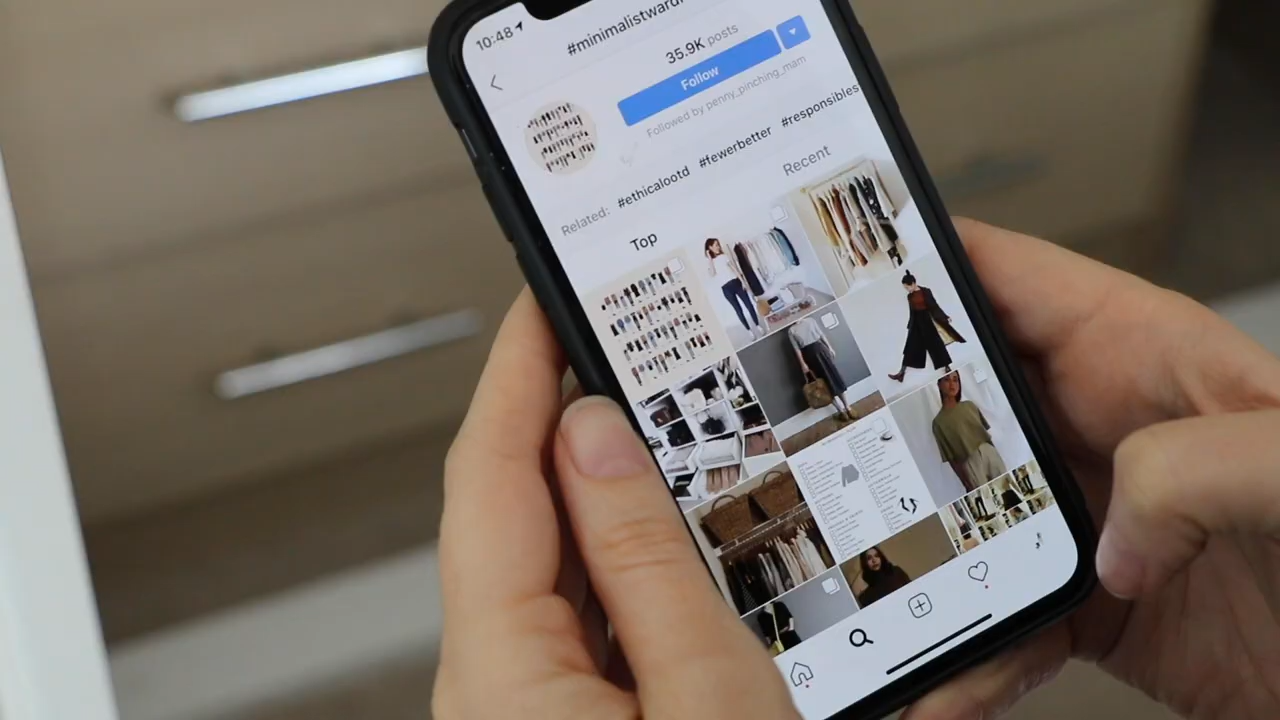 10:48
#minimalistward
35.9K posts
Follow
Followed by penny_pinching_mam
Related: #ethicalootd #fewerbetter #responsibles
Top
Recent